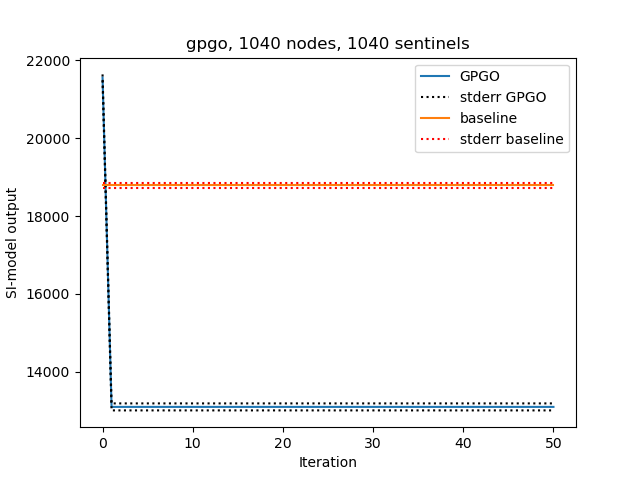 gpgo, 1040 nodes, 1040 sentinels
22000
20000
18000
16000
14000
SI-model output
GPGO
stderr GPGO
baseline
stderr baseline
0 10 20 30 40 50
Iteration